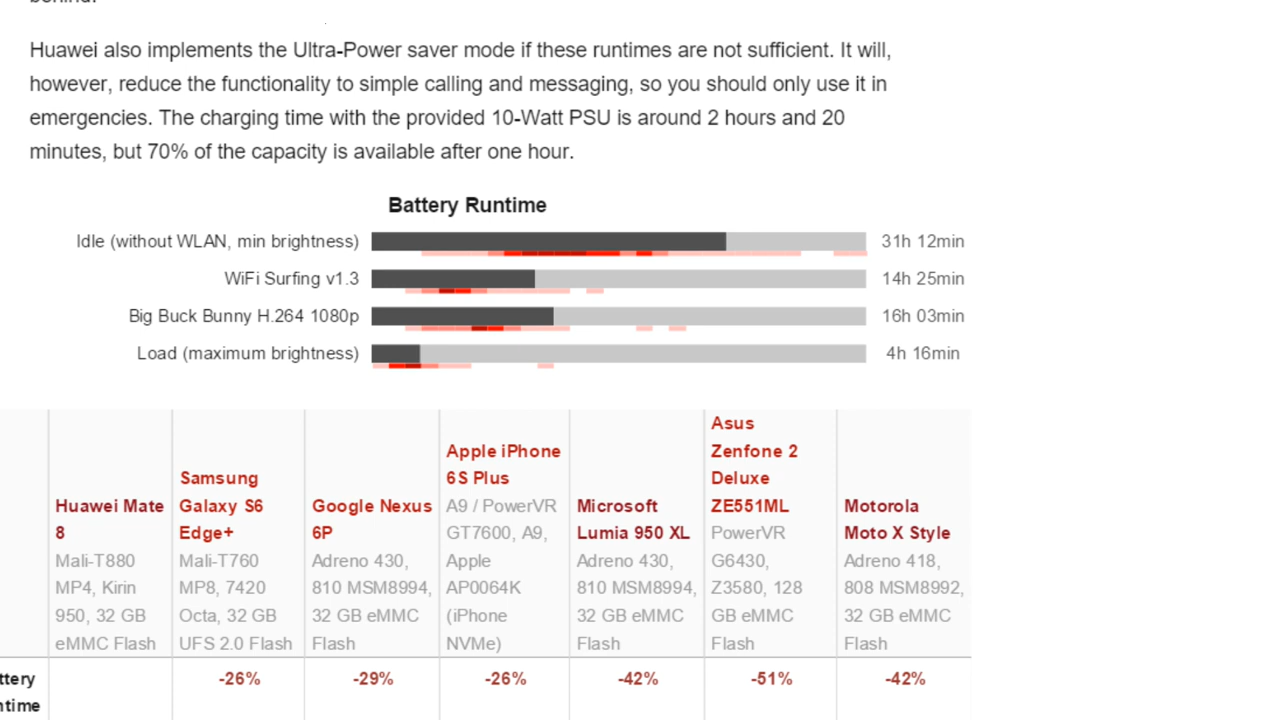 Huawei also implements the Ultra-Power saver mode if these runtimes are not sufficient. It will,
however, reduce the functionality to simple calling and messaging, so you should only use it in
emergencies. The charging time with the provided 10-Watt PSU is around 2 hours and 20
minutes, but 70% of the capacity is available after one hour.
Battery Runtime
Idle (without WLAN, min brightness) 31h 12min
WiFi Surfing v1.3 14h 25min
Big Buck Bunny H.264 1080p 16h 03min
Load (maximum brightness) 4h 16min
Huawei Mate
8
Mali-T880
MP4, Kirin
950, 32 GB
eMMC Flash
Samsung
Galaxy S6
Edge+
Mali-T760
MP8, 7420
Octa, 32 GB
UFS 2.0 Flash
Google Nexus
6P
Adreno 430,
810 MSM8994,
32 GB eMMC
Flash
Apple iPhone
6S Plus
A9 / PowerVR
GT7600, A9,
Apple
AP0064K
(iPhone
NVMe)
Microsoft
Lumia 950 XL
Adreno 430,
810 MSM8994,
32 GB eMMC
Flash
Asus
Zenfone 2
Deluxe
ZE551ML
PowerVR
G6430,
Z3580, 128
GB eMMC
Flash
Motorola
Moto X Style
Adreno 418,
808 MSM8992,
32 GB eMMC
Flash
ttery -26% -29% -26% -42% -51% -42%
ntime